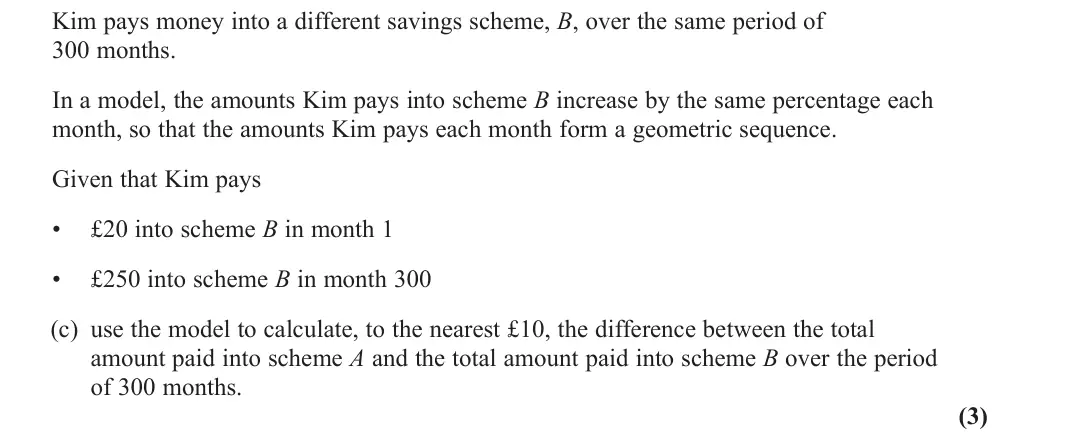 Kim pays money into a different savings scheme, B, over the same period of
300 months.
In a model, the amounts Kim pays into scheme B increase by the same percentage each
month, so that the amounts Kim pays each month form a geometric sequence.
Given that Kim pays
• £20 into scheme B in month 1
• £250 into scheme B in month 300
(c) use the model to calculate, to the nearest £10, the difference between the total
amount paid into scheme A and the total amount paid into scheme B over the period
of 300 months.
(3)